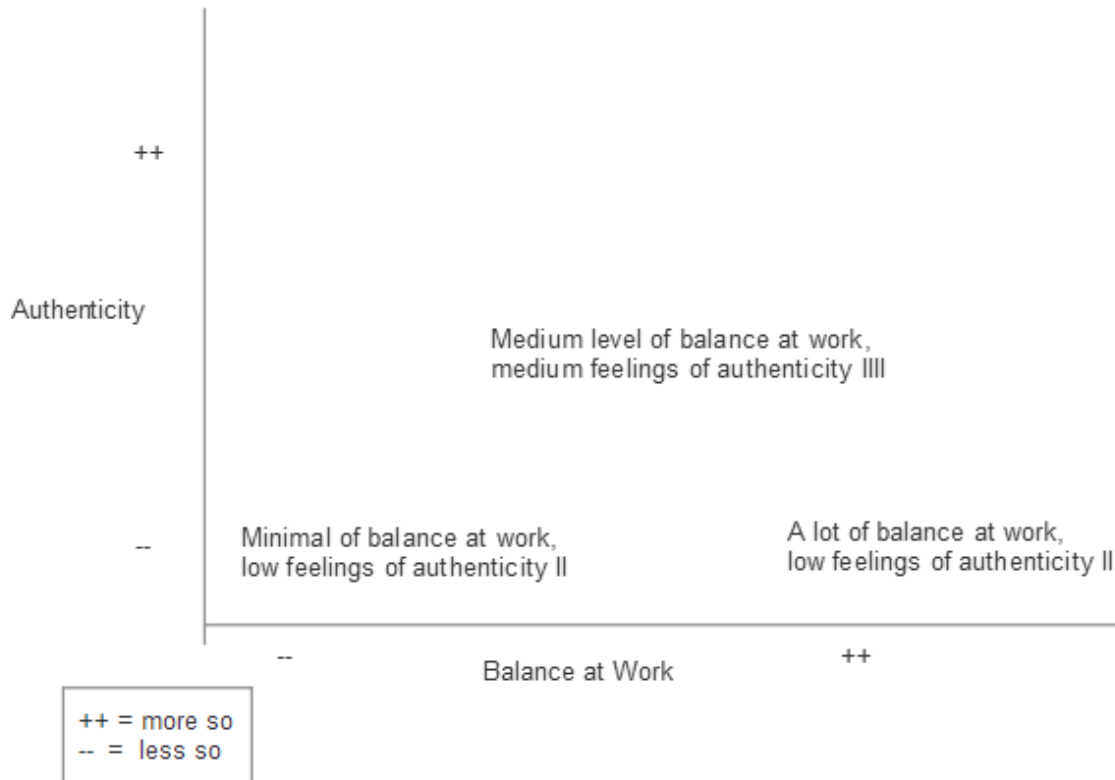 ++
Authenticity
Medium level of balance at work,
medium feelings of authenticity IIII
--
Minimal of balance at work,
low feelings of authenticity II
A lot of balance at work,
low feelings of authenticity II
--
Balance at Work
++
++ = more so
-- = less so